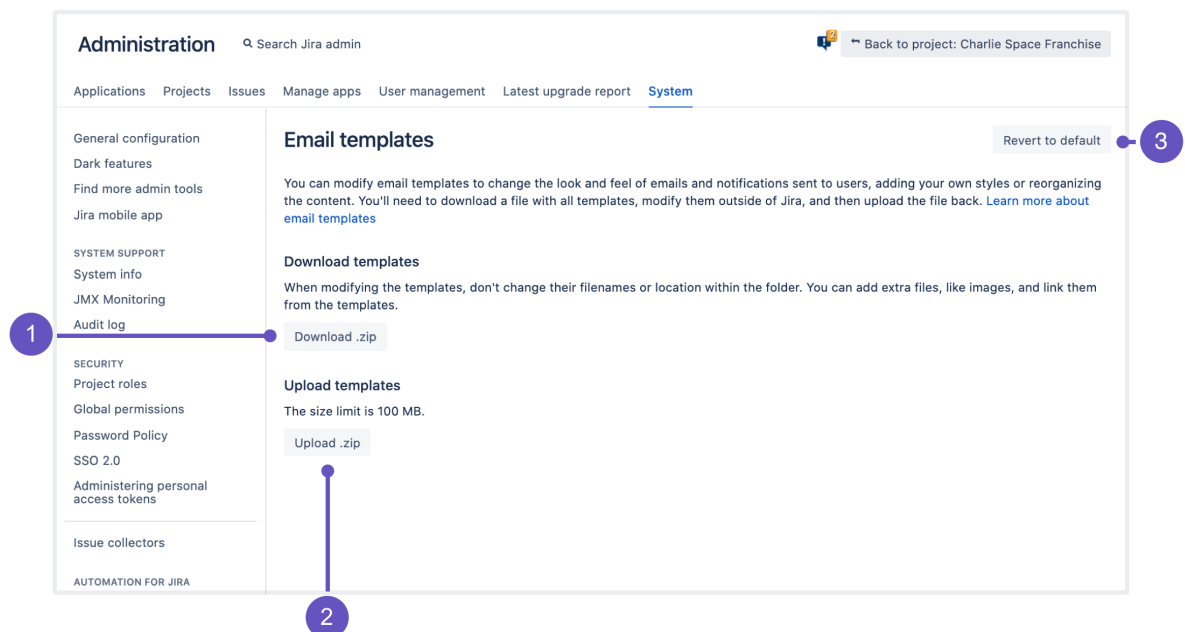 Administration
Search Jira admin
2
Back to project: Charlie Space Franchise
Applications Projects Issues Manage apps User management Latest upgrade report System
General configuration
Dark features
Find more admin tools
Jira mobile app
SYSTEM SUPPORT
System info
JMX Monitoring
Audit log
SECURITY
Project roles
Global permissions
Password Policy
SSO 2.0
Administering personal
access tokens
Issue collectors
AUTOMATION FOR JIRA
Email templates
Revert to default
3
You can modify email templates to change the look and feel of emails and notifications sent to users, adding your own styles or reorganizing
the content. You'll need to download a file with all templates, modify them outside of Jira, and then upload the file back. Learn more about
email templates
Download templates
When modifying the templates, don't change their filenames or location within the folder. You can add extra files, like images, and link them
from the templates.
1
Download .zip
Upload templates
The size limit is 100 MB.
Upload .zip
2